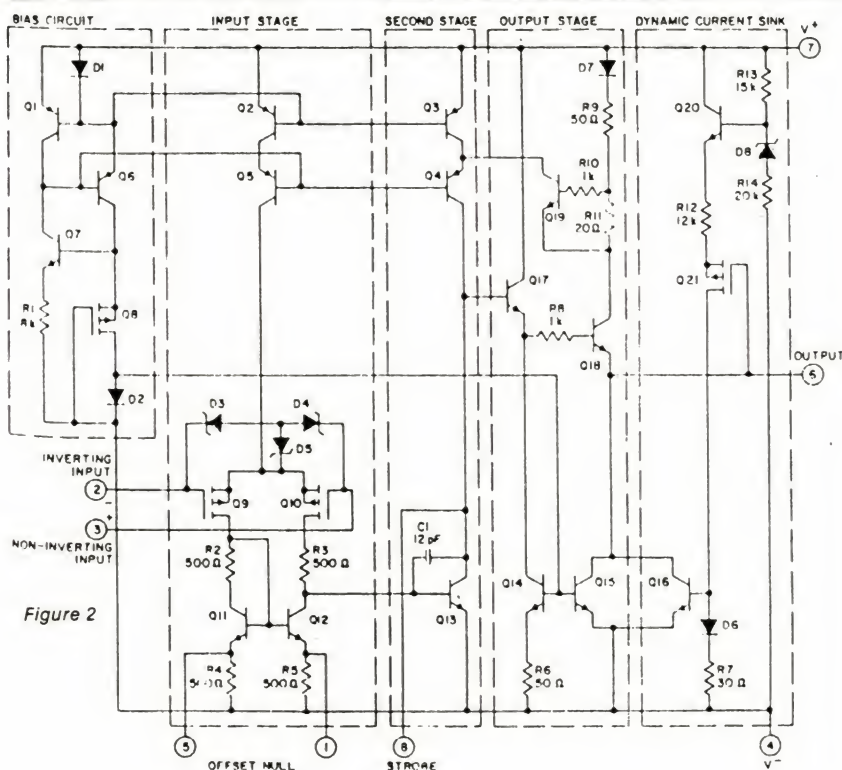 BIAS CIRCUIT
INPUT STAGE
SECOND STAGE
OUTPUT STAGE
DYNAMIC CURRENT SINK
V+
7
D1
D7
R13
15k
Q1
Q2
Q3
Q20
R9
50Ω
D8
Q6
Q5
Q4
R10
1k
R14
20k
Q19
R11
20Ω
R12
12k
Q7
Q17
Q21
R1
8k
Q8
R8
1k
OUTPUT
6
Q18
D2
D3
D4
D5
INVERTING
INPUT
2
-
Q9
Q10
3
+
NON-INVERTING
INPUT
C1
12pF
R2
500Ω
R3
500Ω
Q14
Q15
Q16
Figure 2
Q11
Q12
Q13
D6
R4
500Ω
R5
500Ω
R6
50Ω
R7
30Ω
5
1
8
4
OFFSET NULL
STROBE
V-